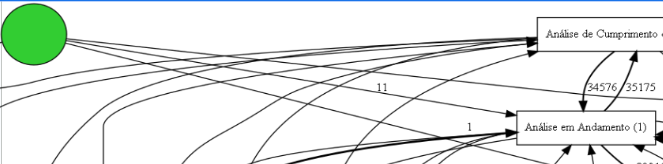 Análise de Cumprimento
11
34576
35175
1
Análise em Andamento (1)